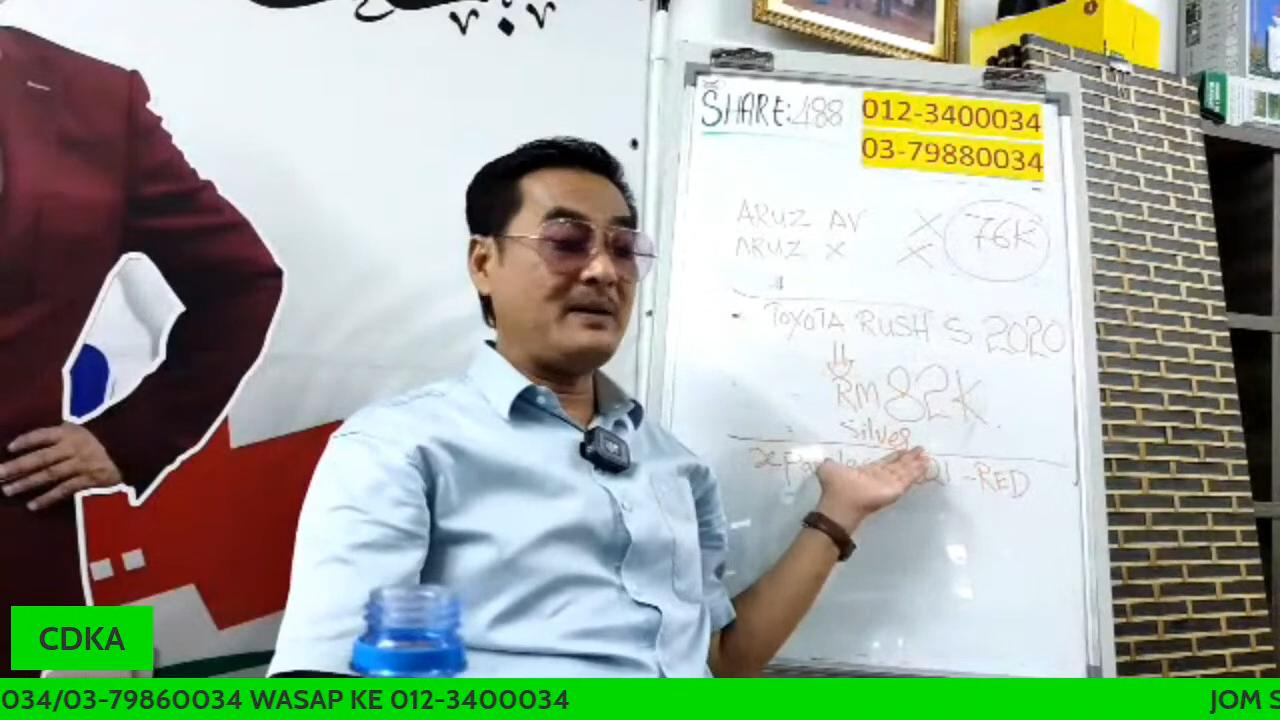 SHARE: 488
012-3400034
03-79880034
ARUZ AV X 76K
ARUZ X X
TOYOTA RUSH S 2020
RM 82K
Silver
-RED
CDKA
034/03-79860034 WASAP KE 012-3400034
JOM S